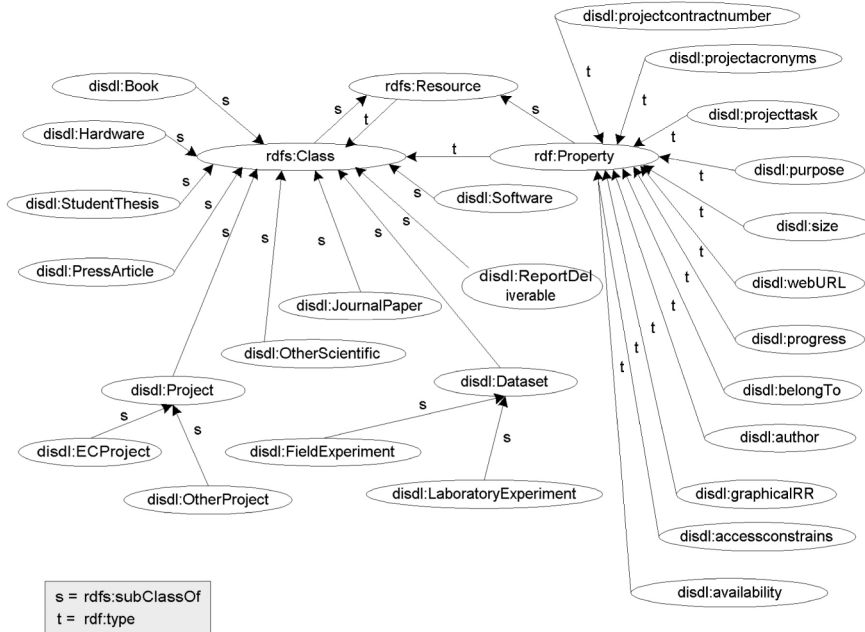 disdl:projectcontractnumber
t
disdl:projectacronyms
t
disdl:Book
s
rdfs:Resource
s
t
s
disdl:projecttask
t
disdl:Hardware
s
rdfs:Class
t
rdf:Property
t
disdl:purpose
s
disdl:StudentThesis
s
s
disdl:Software
t
disdl:size
s
s
s
s
s
t
disdl:PressArticle
disdl:ReportDel
iverable
t
disdl:webURL
disdl:JournalPaper
t
t
disdl:progress
disdl:OtherScientific
t
t
disdl:Project
disdl:Dataset
disdl:belongTo
s
s
disdl:ECProject
s
disdl:FieldExperiment
s
disdl:author
disdl:OtherProject
disdl:LaboratoryExperiment
disdl:graphicalRR
disdl:accessconstrains
disdl:availability
s = rdfs:subClassOf
t = rdf:type